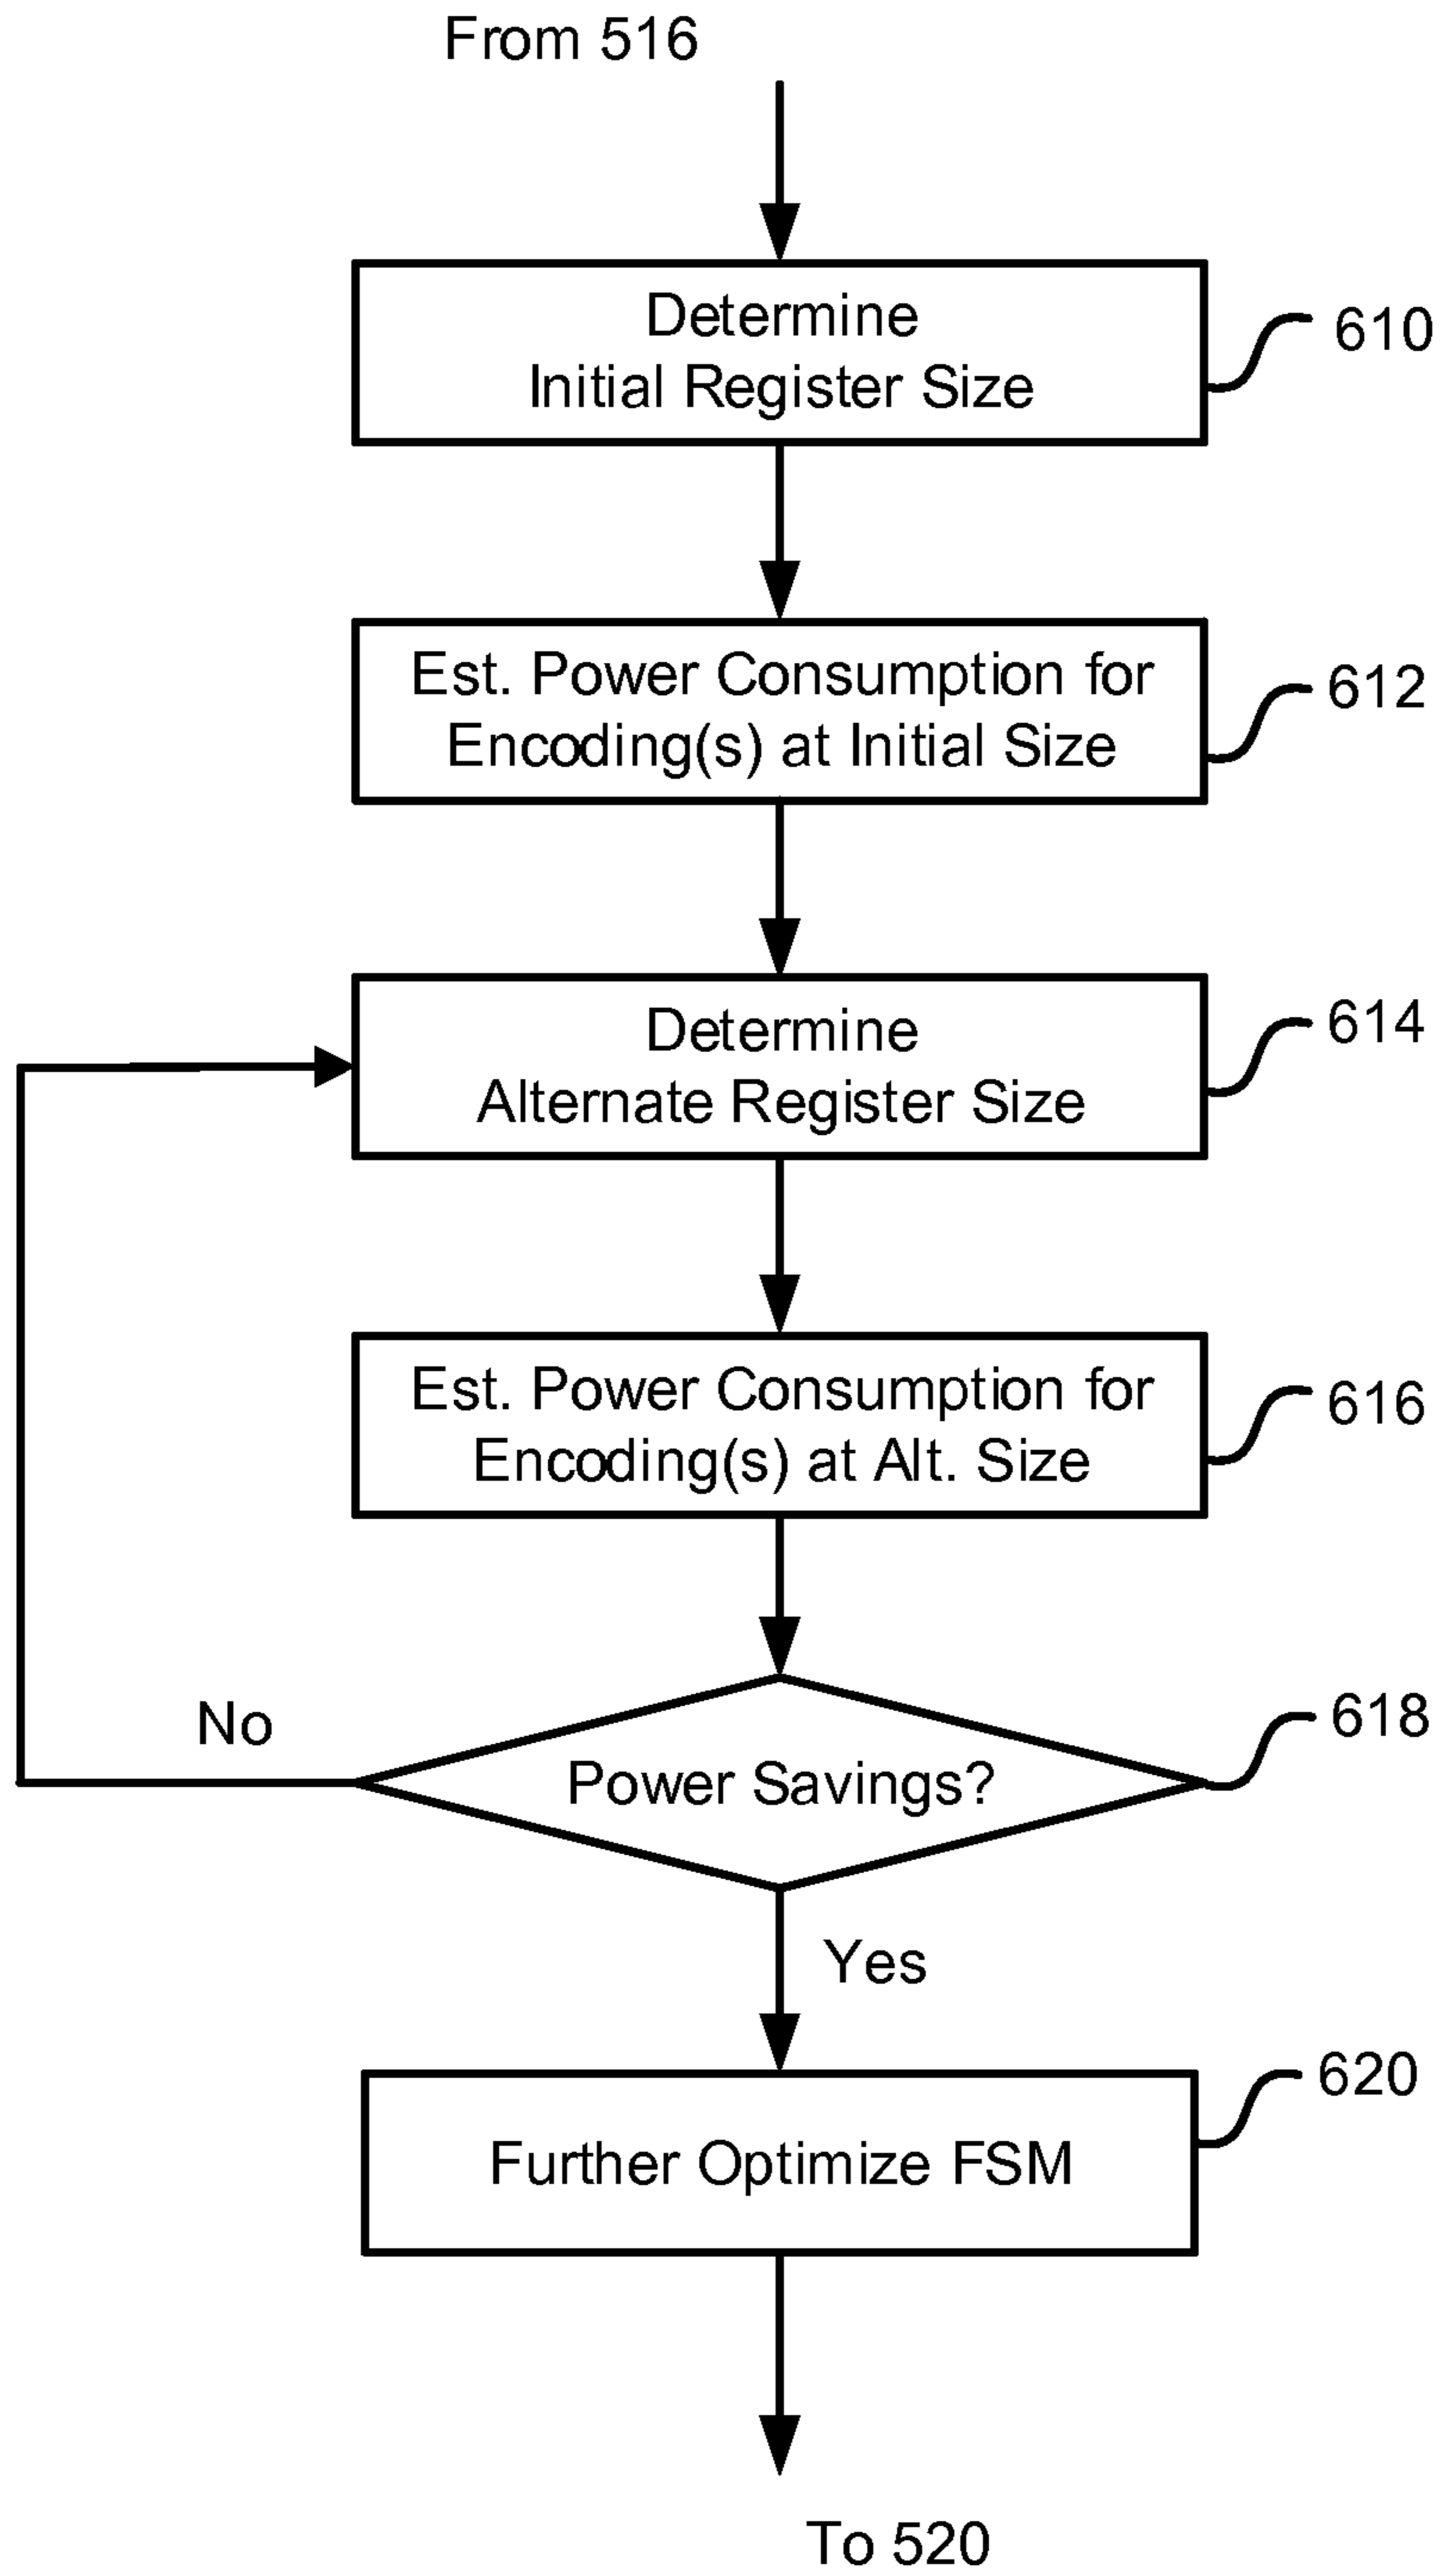 From 516
Determine
Initial Register Size
610
Est. Power Consumption for
Encoding(s) at Initial Size
612
Determine
Alternate Register Size
614
Est. Power Consumption for
Encoding(s) at Alt. Size
616
No
Power Savings?
618
Yes
Further Optimize FSM
620
To 520